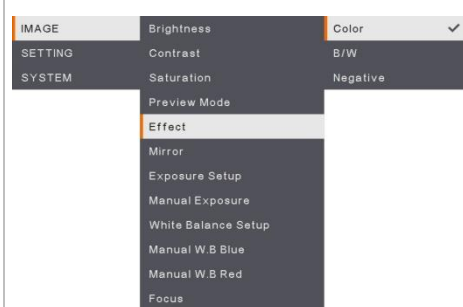 IMAGE
SETTING
SYSTEM
Brightness
Contrast
Saturation
Preview Mode
Effect
Mirror
Exposure Setup
Manual Exposure
White Balance Setup
Manual W.B Blue
Manual W.B Red
Focus
Color
B/W
Negative